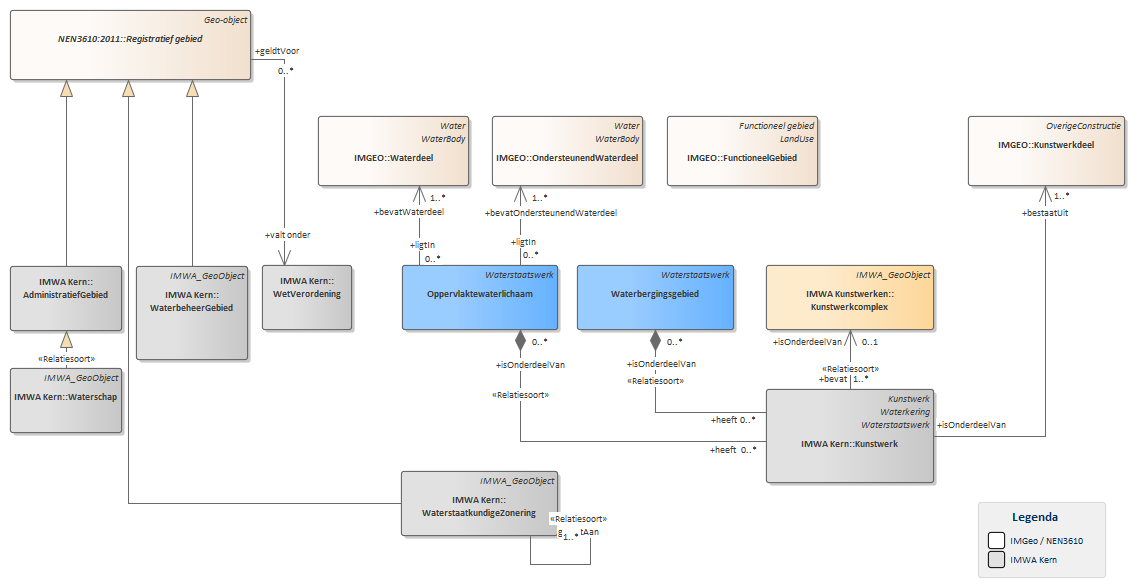 Geo-object
NEN3610:2011::Registratief gebied
+geldtVoor
0..*
+valt onder
Water
WaterBody
IMGEO::Waterdeel
Water
WaterBody
IMGEO::OndersteunendWaterdeel
Functioneel gebied
LandUse
IMGEO::FunctioneelGebied
OverigeConstructie
IMGEO::Kunstwerkdeel
1..*
+bevatWaterdeel
+ligtIn
0..*
1..*
+bevatOndersteunendWaterdeel
+ligtIn
0..*
1..*
+bestaatUit
IMWA Kern::
AdministratiefGebied
IMWA_GeoObject
IMWA Kern::
WaterbeheerGebied
IMWA Kern::
WetVerordening
Waterstaatswerk
Oppervlaktewaterlichaam
Waterstaatswerk
Waterbergingsgebied
IMWA_GeoObject
IMWA Kunstwerken::
Kunstwerkcomplex
«Relatiesoort»
IMWA_GeoObject
IMWA Kern::Waterschap
0..*
+isOnderdeelVan
«Relatiesoort»
0..*
+isOnderdeelVan
«Relatiesoort»
+isOnderdeelVan
0..1
«Relatiesoort»
+bevat
1..*
+heeft 0..*
+heeft 0..*
Kunstwerk
Waterkering
Waterstaatswerk
IMWA Kern::Kunstwerk
+isOnderdeelVan
IMWA_GeoObject
IMWA Kern::
WaterstaatkundigeZonering
«Relatiesoort»
1..*
tAan
Legenda
IMGeo / NEN3610
IMWA Kern